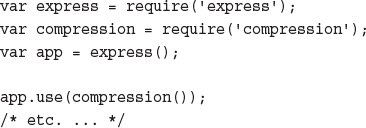 var express = require('express');
var compression = require('compression');
var app = express();
app.use(compression());
/* etc. ... */